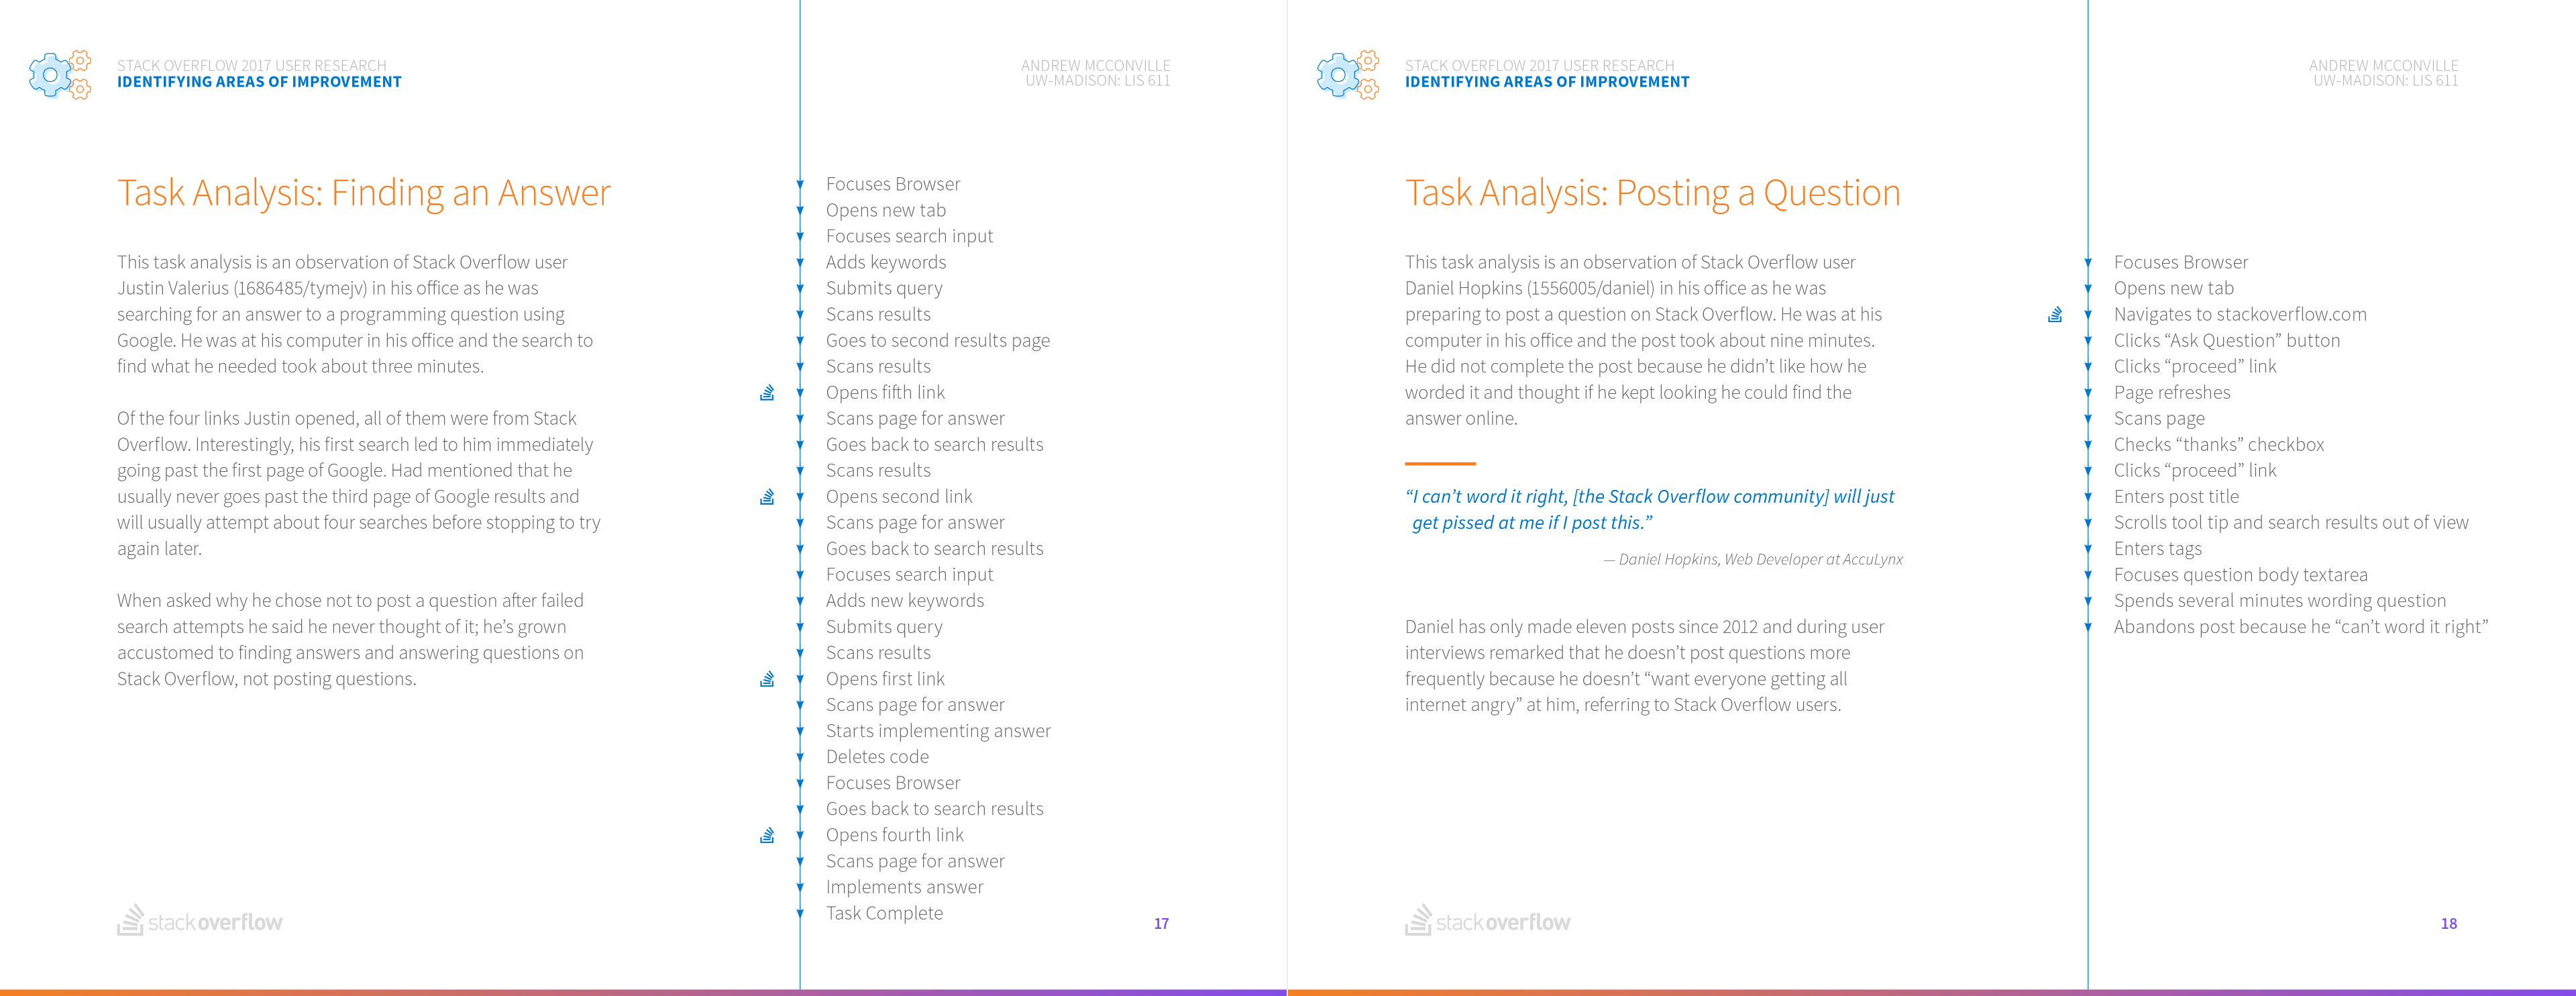 STACK OVERFLOW 2017 USER RESEARCH
IDENTIFYING AREAS OF IMPROVEMENT
ANDREW MCCONVILLE
UW-MADISON: LIS 611
Task Analysis: Finding an Answer
This task analysis is an observation of Stack Overflow user
Justin Valerius (1686485/tymejv) in his office as he was
searching for an answer to a programming question using
Google. He was at his computer in his office and the search to
find what he needed took about three minutes.
Of the four links Justin opened, all of them were from Stack
Overflow. Interestingly, his first search led to him immediately
going past the first page of Google. Had mentioned that he
usually never goes past the third page of Google results and
will usually attempt about four searches before stopping to try
again later.
When asked why he chose not to post a question after failed
search attempts he said he never thought of it; he’s grown
accustomed to finding answers and answering questions on
Stack Overflow, not posting questions.
Focuses Browser
Opens new tab
Focuses search input
Adds keywords
Submits query
Scans results
Goes to second results page
Scans results
Opens fifth link
Scans page for answer
Goes back to search results
Scans results
Opens second link
Scans page for answer
Goes back to search results
Focuses search input
Adds new keywords
Submits query
Scans results
Opens first link
Scans page for answer
Starts implementing answer
Deletes code
Focuses Browser
Goes back to search results
Opens fourth link
Scans page for answer
Implements answer
Task Complete
stackoverflow
17
STACK OVERFLOW 2017 USER RESEARCH
IDENTIFYING AREAS OF IMPROVEMENT
ANDREW MCCONVILLE
UW-MADISON: LIS 611
Task Analysis: Posting a Question
This task analysis is an observation of Stack Overflow user
Daniel Hopkins (1556005/daniel) in his office as he was
preparing to post a question on Stack Overflow. He was at his
computer in his office and the post took about nine minutes.
He did not complete the post because he didn’t like how he
worded it and thought if he kept looking he could find the
answer online.
“I can’t word it right, [the Stack Overflow community] will just
get pissed at me if I post this.”
— Daniel Hopkins, Web Developer at AccuLynx
Daniel has only made eleven posts since 2012 and during user
interviews remarked that he doesn’t post questions more
frequently because he doesn’t “want everyone getting all
internet angry” at him, referring to Stack Overflow users.
Focuses Browser
Opens new tab
Navigates to stackoverflow.com
Clicks “Ask Question” button
Clicks “proceed” link
Page refreshes
Scans page
Checks “thanks” checkbox
Clicks “proceed” link
Enters post title
Scrolls tool tip and search results out of view
Enters tags
Focuses question body textarea
Spends several minutes wording question
Abandons post because he “can’t word it right”
stackoverflow
18